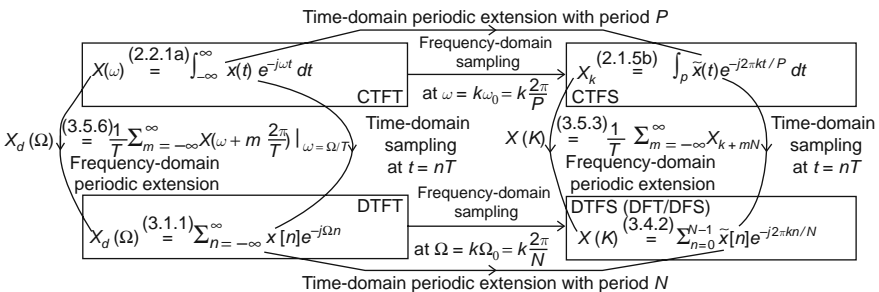 Time-domain periodic extension with period P
X(ω) (2.2.1a) = ∫_{−∞}^{∞} x(t) e^{−jωt} dt
CTFT
Frequency-domain
sampling
at ω = kω₀ = k 2π/P
X_k (2.1.5b) = ∫_P x̃(t) e^{−j2πkt/P} dt
CTFS
X_d (Ω) (3.5.6) = 1/T ∑_{m = −∞}^{∞} X(ω + m 2π/T) |_{ω = Ω/T}
Frequency-domain
periodic extension
Time-domain
sampling
at t = nT
X (K) (3.5.3) = 1/T ∑_{m = −∞}^{∞} X_{k + mN}
Frequency-domain
periodic extension
Time-domain
sampling
at t = nT
DTFT
X_d (Ω) (3.1.1) = ∑_{n = −∞}^{∞} x [n]e^{−jΩn}
Frequency-domain
sampling
at Ω = kΩ₀ = k 2π/N
DTFS (DFT/DFS)
X (K) (3.4.2) = ∑_{n=0}^{N−1} x̃ [n]e^{−j2πkn/N}
Time-domain periodic extension with period N